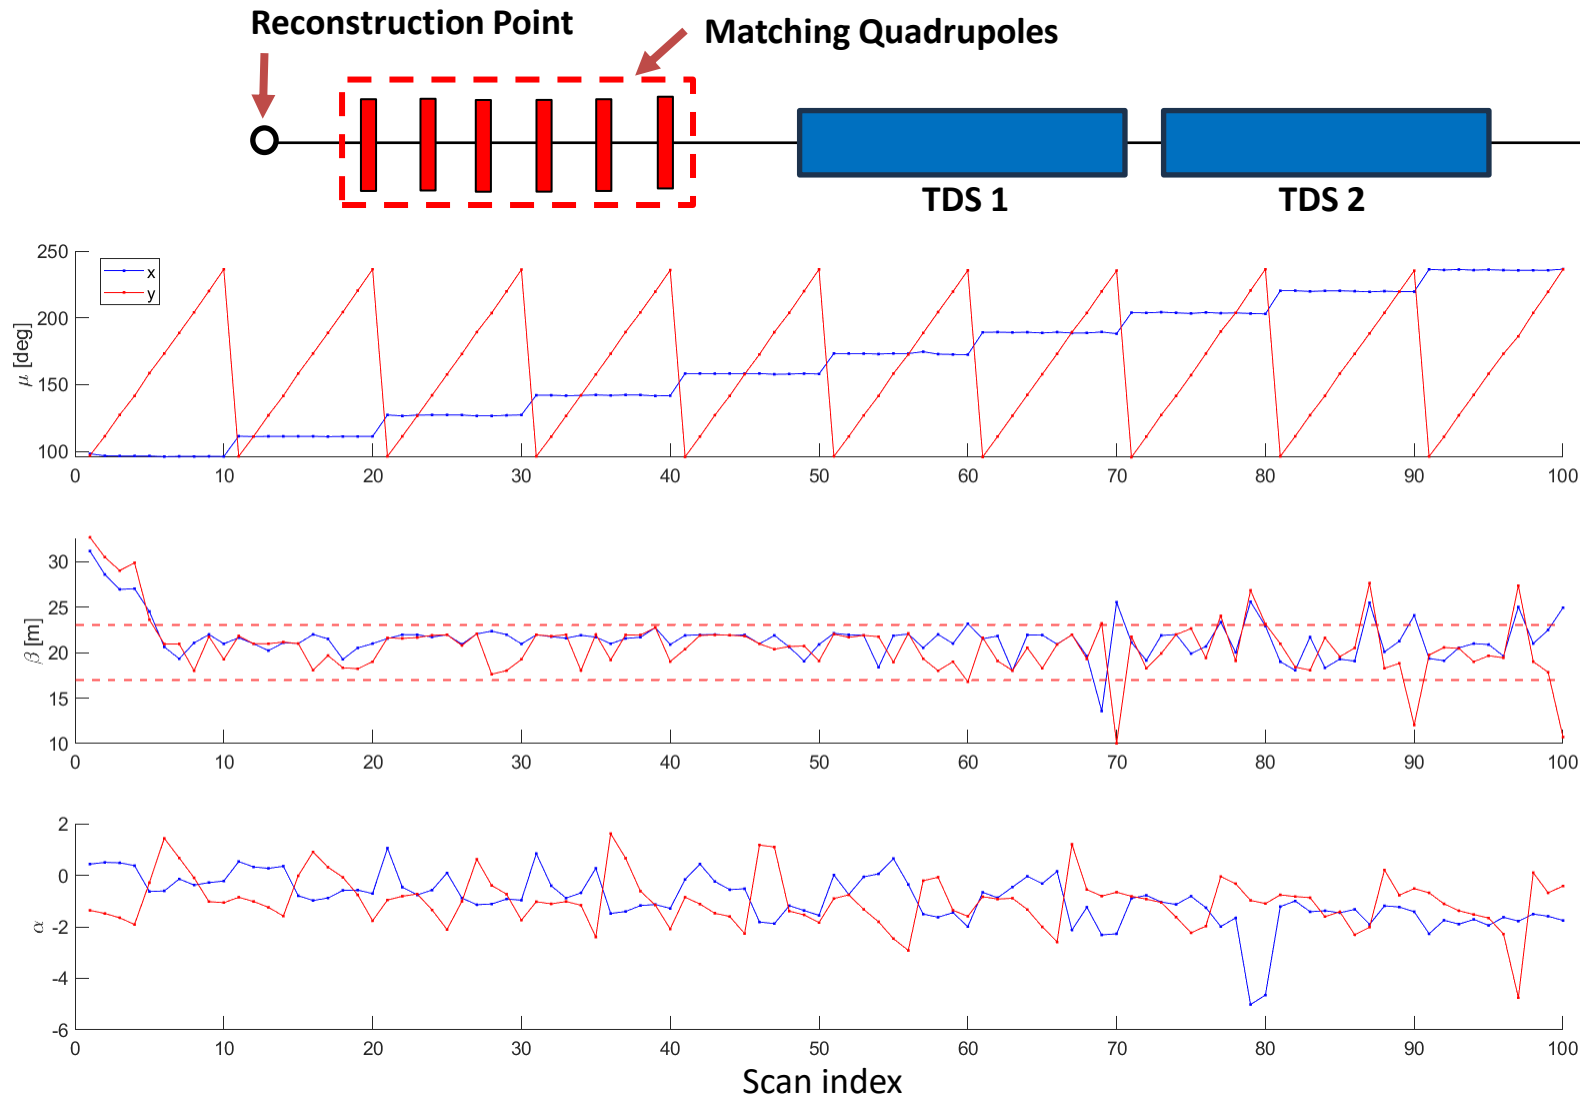 Reconstruction Point
Matching Quadrupoles
TDS 1
TDS 2
250
200
150
100
μ [deg]
x
y
0 10 20 30 40 50 60 70 80 90 100
30
25
20
15
10
β [m]
0 10 20 30 40 50 60 70 80 90 100
2
0
-2
-4
-6
α
0 10 20 30 40 50 60 70 80 90 100
Scan index